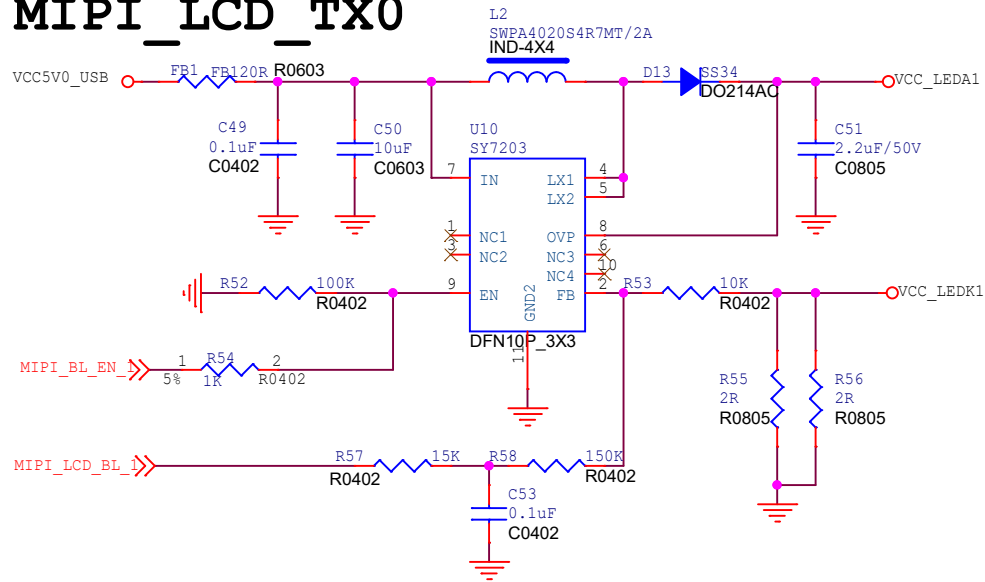 MIPI_LCD_TX0
L2
SWPA4020S4R7MT/2A
IND-4X4
VCC5V0_USB
FB1 FB120R R0603
D13 SS34
DO214AC
VCC_LEDA1
C49
0.1uF
C0402
C50
10uF
C0603
U10
SY7203
C51
2.2uF/50V
C0805
7 IN
LX1 4
LX2 5
1 NC1
OVP 8
3 NC2
NC3 6
NC4 10
9 EN
FB 2
GND2
11
DFN10P_3X3
R52 100K
R0402
R53 10K
R0402
VCC_LEDK1
MIPI_BL_EN_1
1 R54 2
5% 1K R0402
R55
2R
R0805
R56
2R
R0805
MIPI_LCD_BL_1
R57 15K
R0402
R58 150K
R0402
C53
0.1uF
C0402